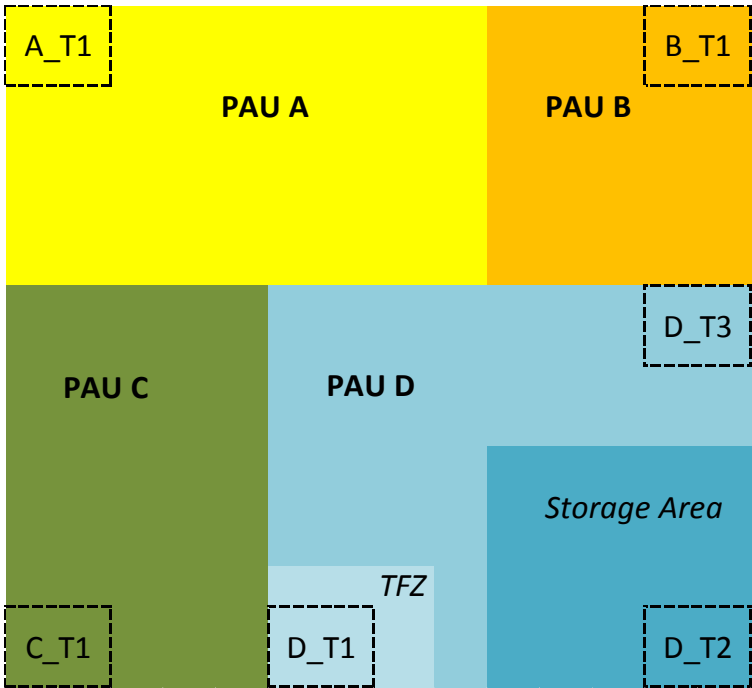 A_T1
B_T1
PAU A
PAU B
D_T3
PAU C
PAU D
Storage Area
TFZ
C_T1
D_T1
D_T2